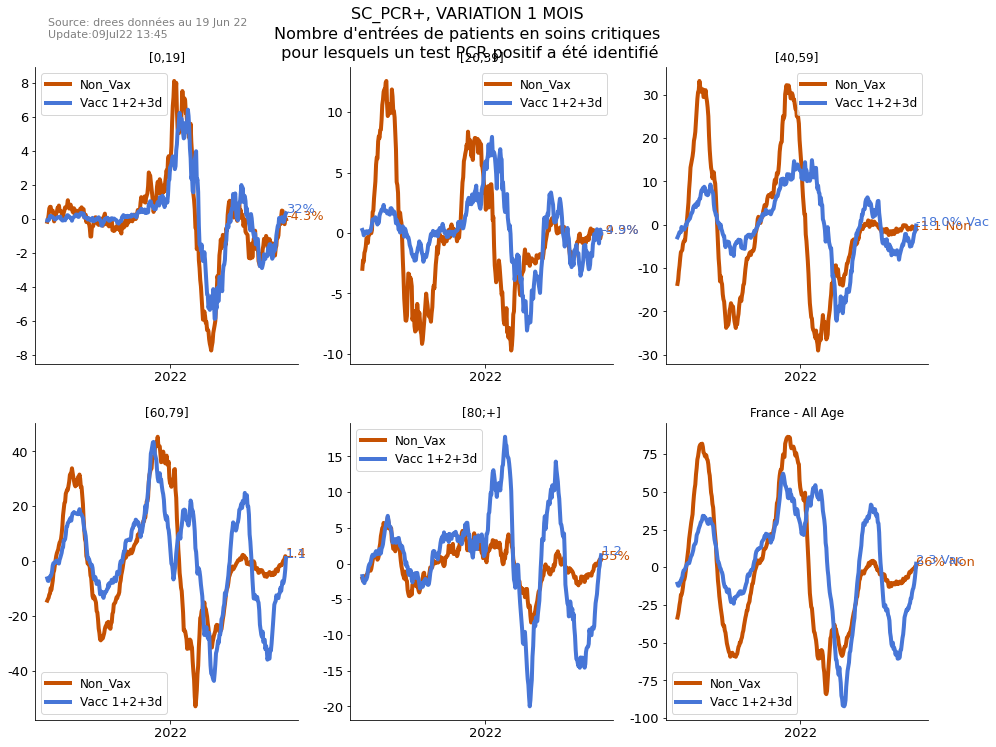 Source: drees données au 19 Jun 22
Update:09Jul22 13:45
SC_PCR+, VARIATION 1 MOIS
Nombre d'entrées de patients en soins critiques
pour lesquels un test PCR positif a été identifié
[0,19]
[20,39]
[40,59]
Non_Vax
Vacc 1+2+3d
Non_Vax
Vacc 1+2+3d
Non_Vax
Vacc 1+2+3d
8
6
4
2
0
-2
-4
-6
-8
32%
-4.3%
2022
10
5
0
-5
-10
2022
30
20
10
0
-10
-20
-30
-18.0% Vac
Non
2022
[60,79]
[80;+]
France - All Age
40
20
0
-20
-40
Non_Vax
Vacc 1+2+3d
2022
15
10
5
0
-5
-10
-15
-20
Non_Vax
Vacc 1+2+3d
1.2
55%
2022
75
50
25
0
-25
-50
-75
-100
Non_Vax
Vacc 1+2+3d
Vac
Non
2022